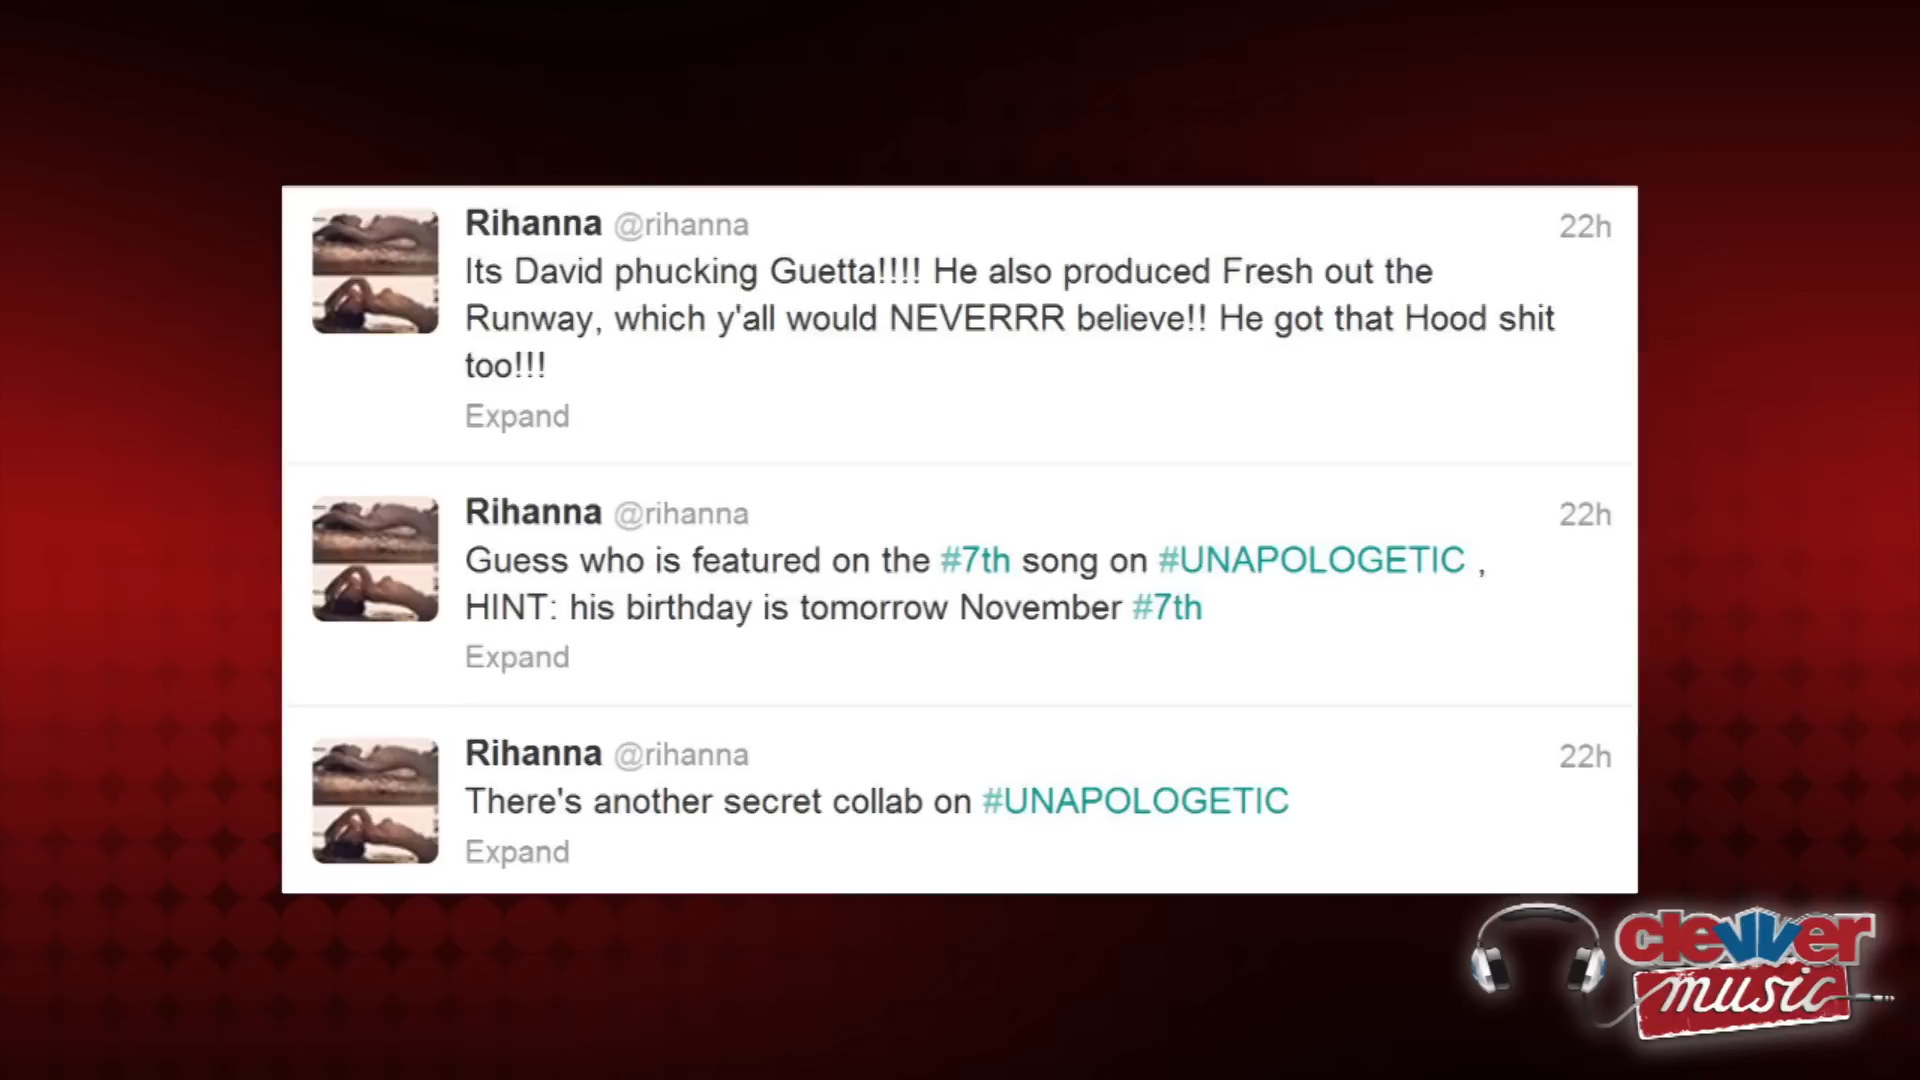 Rihanna @rihanna 22h
Its David phucking Guetta!!!! He also produced Fresh out the
Runway, which y'all would NEVERRR believe!! He got that Hood shit
too!!!
Expand
Rihanna @rihanna 22h
Guess who is featured on the #7th song on #UNAPOLOGETIC ,
HINT: his birthday is tomorrow November #7th
Expand
Rihanna @rihanna 22h
There's another secret collab on #UNAPOLOGETIC
Expand
clevver
music